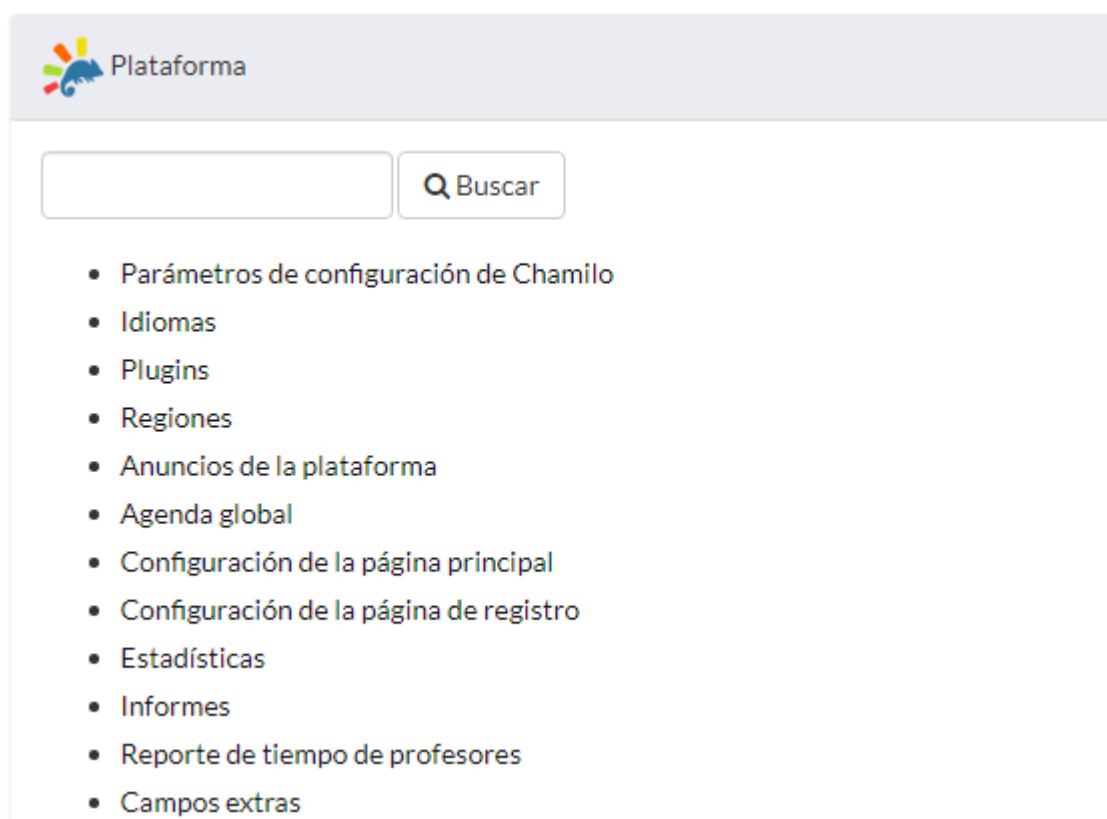 Plataforma
Buscar
Parámetros de configuración de Chamilo
Idiomas
Plugins
Regiones
Anuncios de la plataforma
Agenda global
Configuración de la página principal
Configuración de la página de registro
Estadísticas
Informes
Reporte de tiempo de profesores
Campos extras